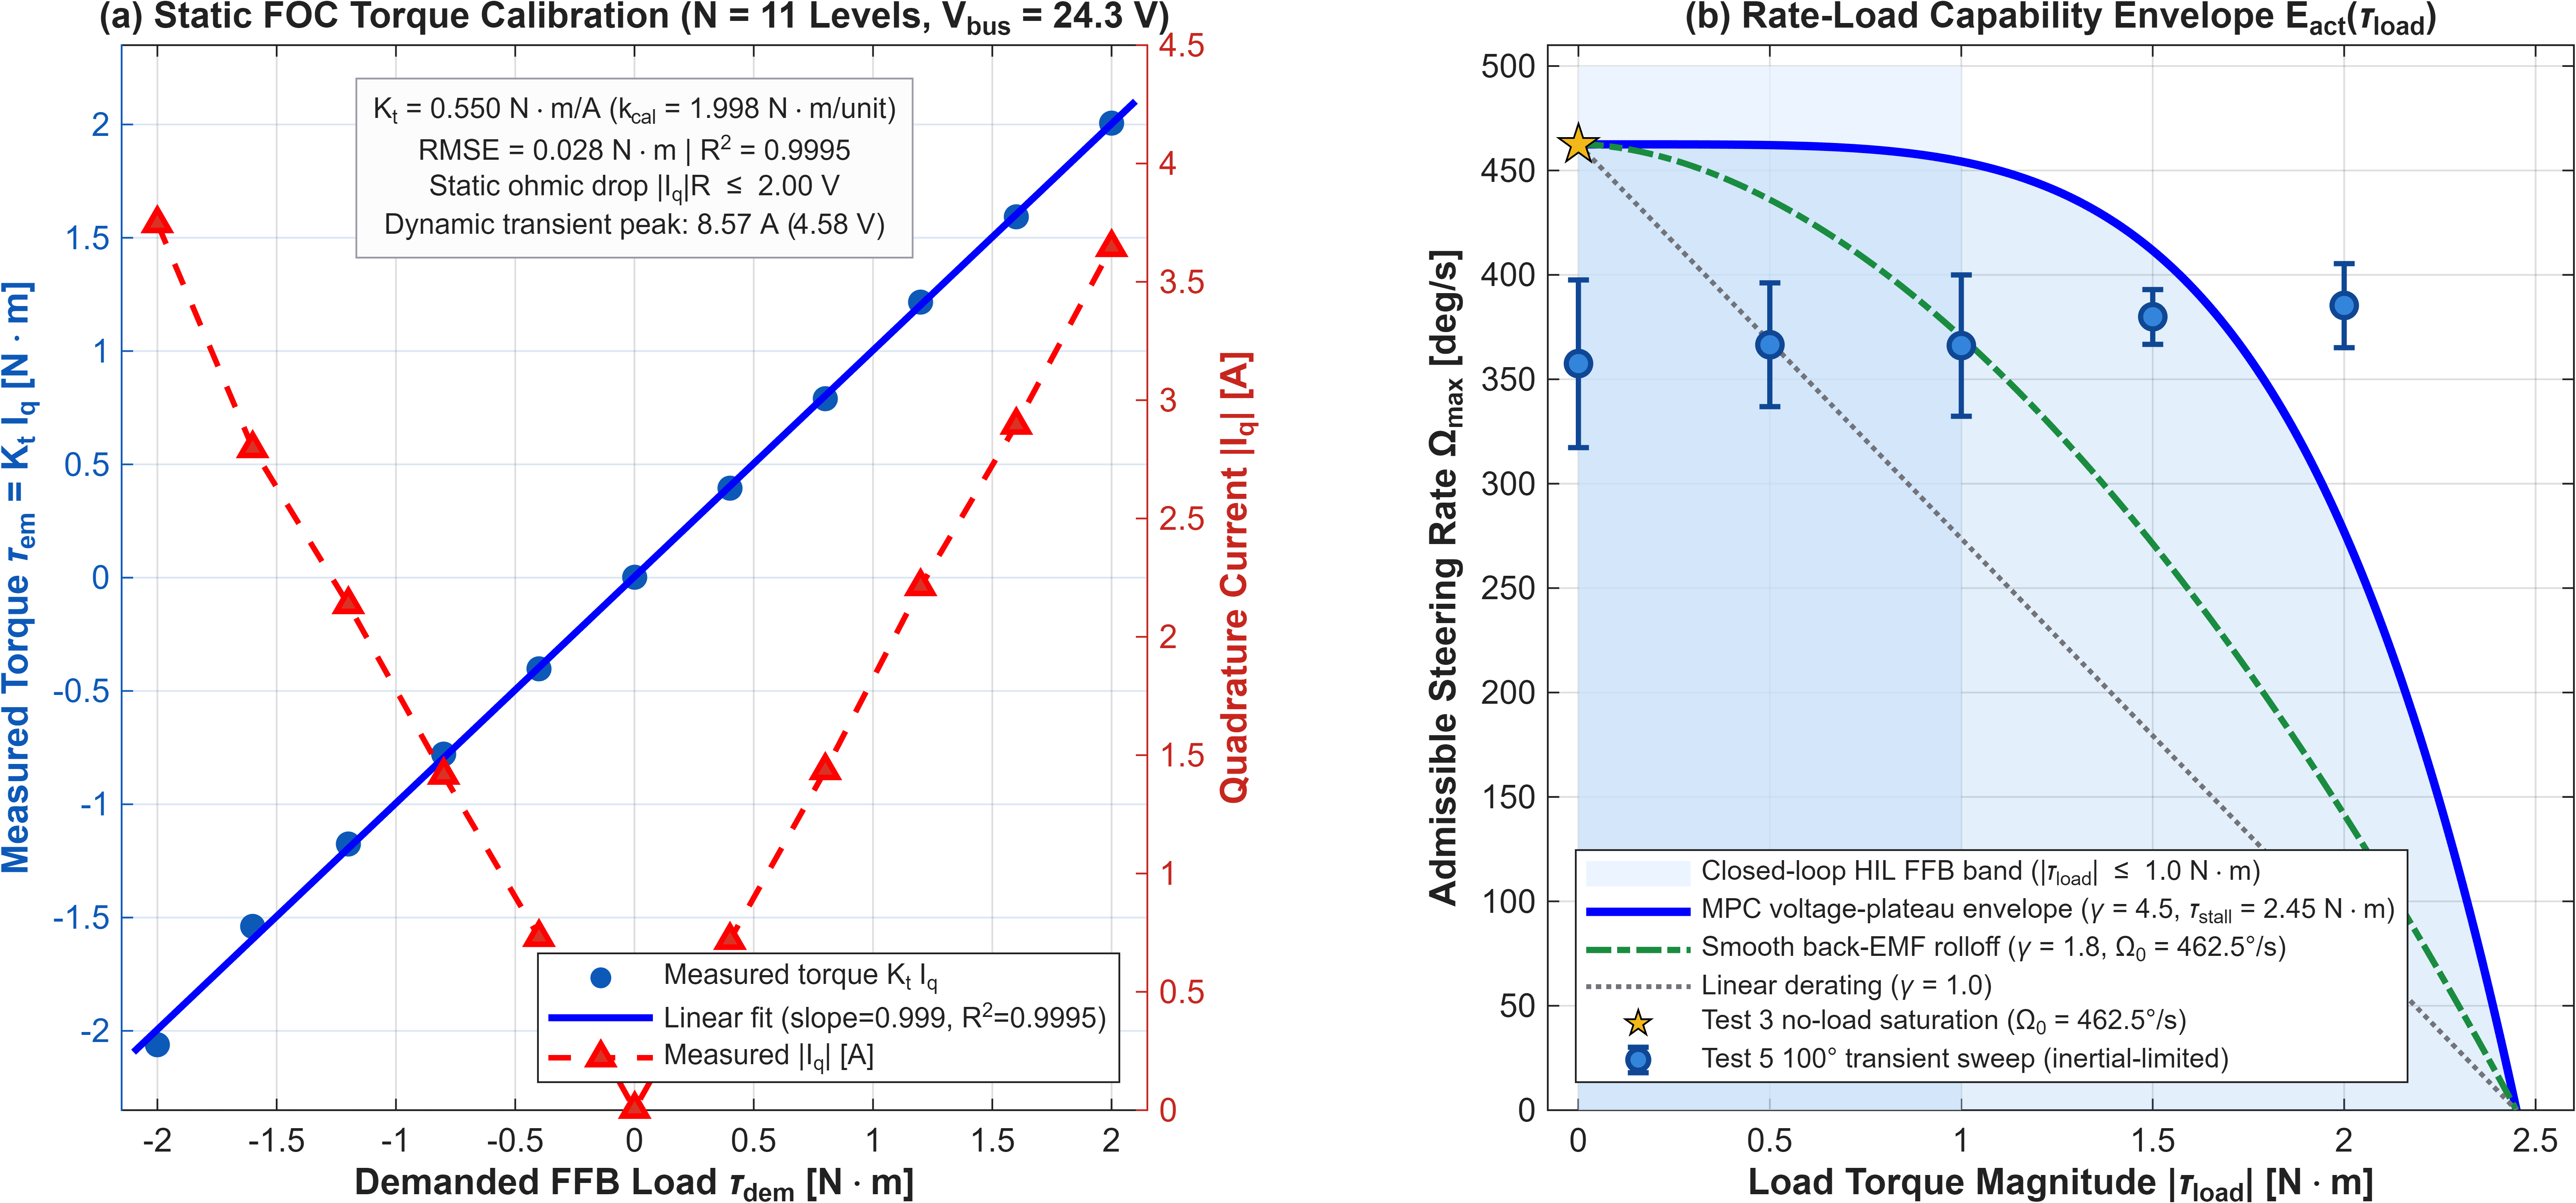 (a) Static FOC Torque Calibration (N = 11 Levels, V_bus = 24.3 V)
K_t = 0.550 N · m/A (k_cal = 1.998 N · m/unit)
RMSE = 0.028 N · m | R² = 0.9995
Static ohmic drop |I_q|R ≤ 2.00 V
Dynamic transient peak: 8.57 A (4.58 V)
Measured Torque τ_em = K_t I_q [N · m]
2
1.5
1
0.5
0
-0.5
-1
-1.5
-2
Quadrature Current |I_q| [A]
4.5
4
3.5
3
2.5
2
1.5
1
0.5
0
Measured torque K_t I_q
Linear fit (slope=0.999, R²=0.9995)
Measured |I_q| [A]
-2 -1.5 -1 -0.5 0 0.5 1 1.5 2
Demanded FFB Load τ_dem [N · m]
(b) Rate-Load Capability Envelope E_act(τ_load)
Admissible Steering Rate Ω_max [deg/s]
500
450
400
350
300
250
200
150
100
50
0
Closed-loop HIL FFB band (|τ_load| ≤ 1.0 N · m)
MPC voltage-plateau envelope (γ = 4.5, τ_stall = 2.45 N · m)
Smooth back-EMF rolloff (γ = 1.8, Ω₀ = 462.5°/s)
Linear derating (γ = 1.0)
Test 3 no-load saturation (Ω₀ = 462.5°/s)
Test 5 100° transient sweep (inertial-limited)
0 0.5 1 1.5 2 2.5
Load Torque Magnitude |τ_load| [N · m]